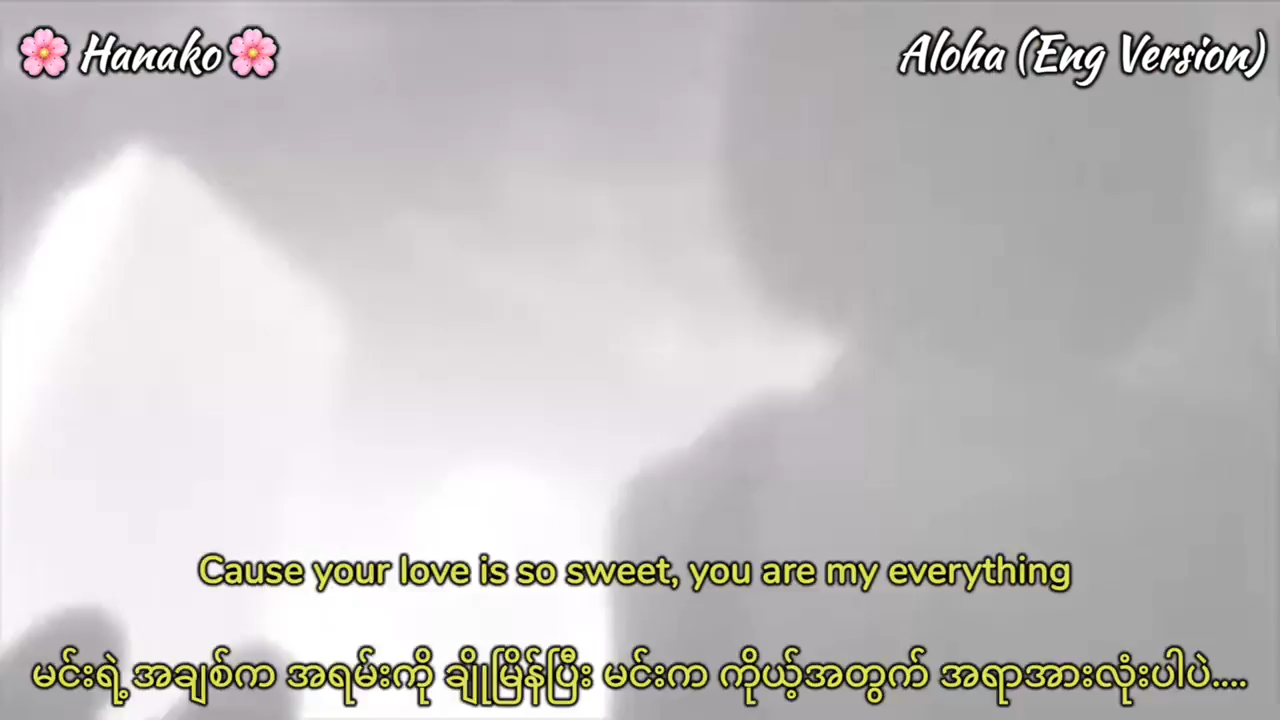 🌸 Hanako 🌸
Aloha (Eng Version)
Cause your love is so sweet, you are my everything
မင်းရဲ့ အချစ်က အရမ်းကို ချိုမြိန်ပြီး မင်းက ကိုယ့်အတွက် အရာအားလုံးပါပဲ....